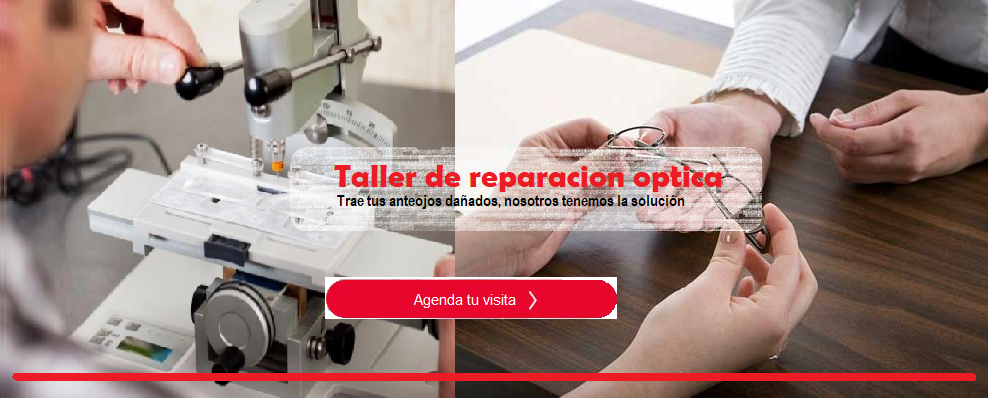 Taller de reparacion optica
Trae tus anteojos dañados, nosotros tenemos la solución
Agenda tu visita